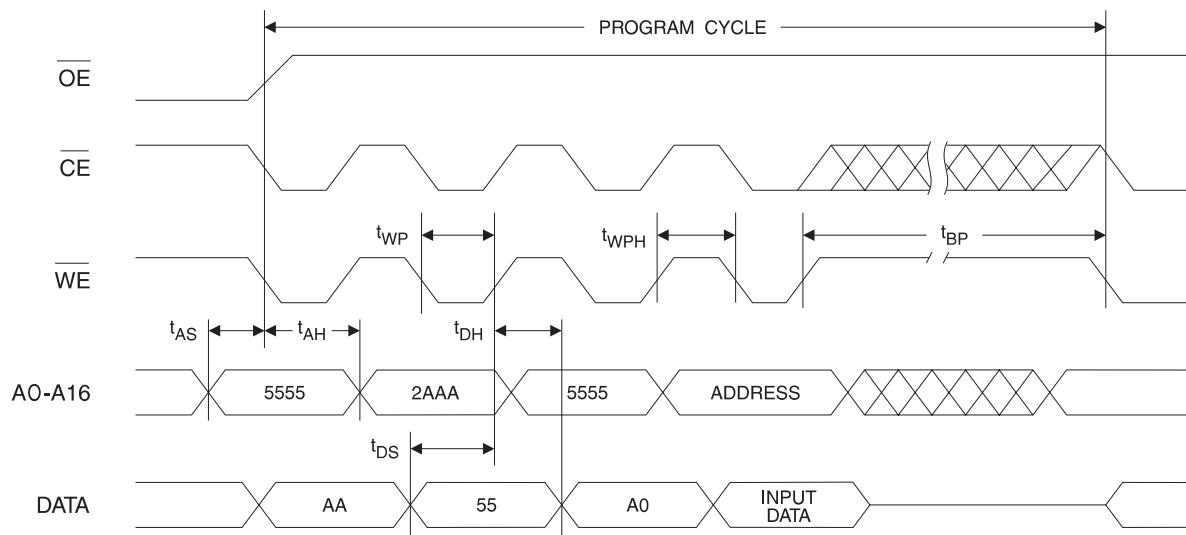 PROGRAM CYCLE
OE
CE
tWP
tWPH
tBP
WE
tAS
tAH
tDH
A0-A16
5555
2AAA
5555
ADDRESS
tDS
DATA
AA
55
A0
INPUT
DATA